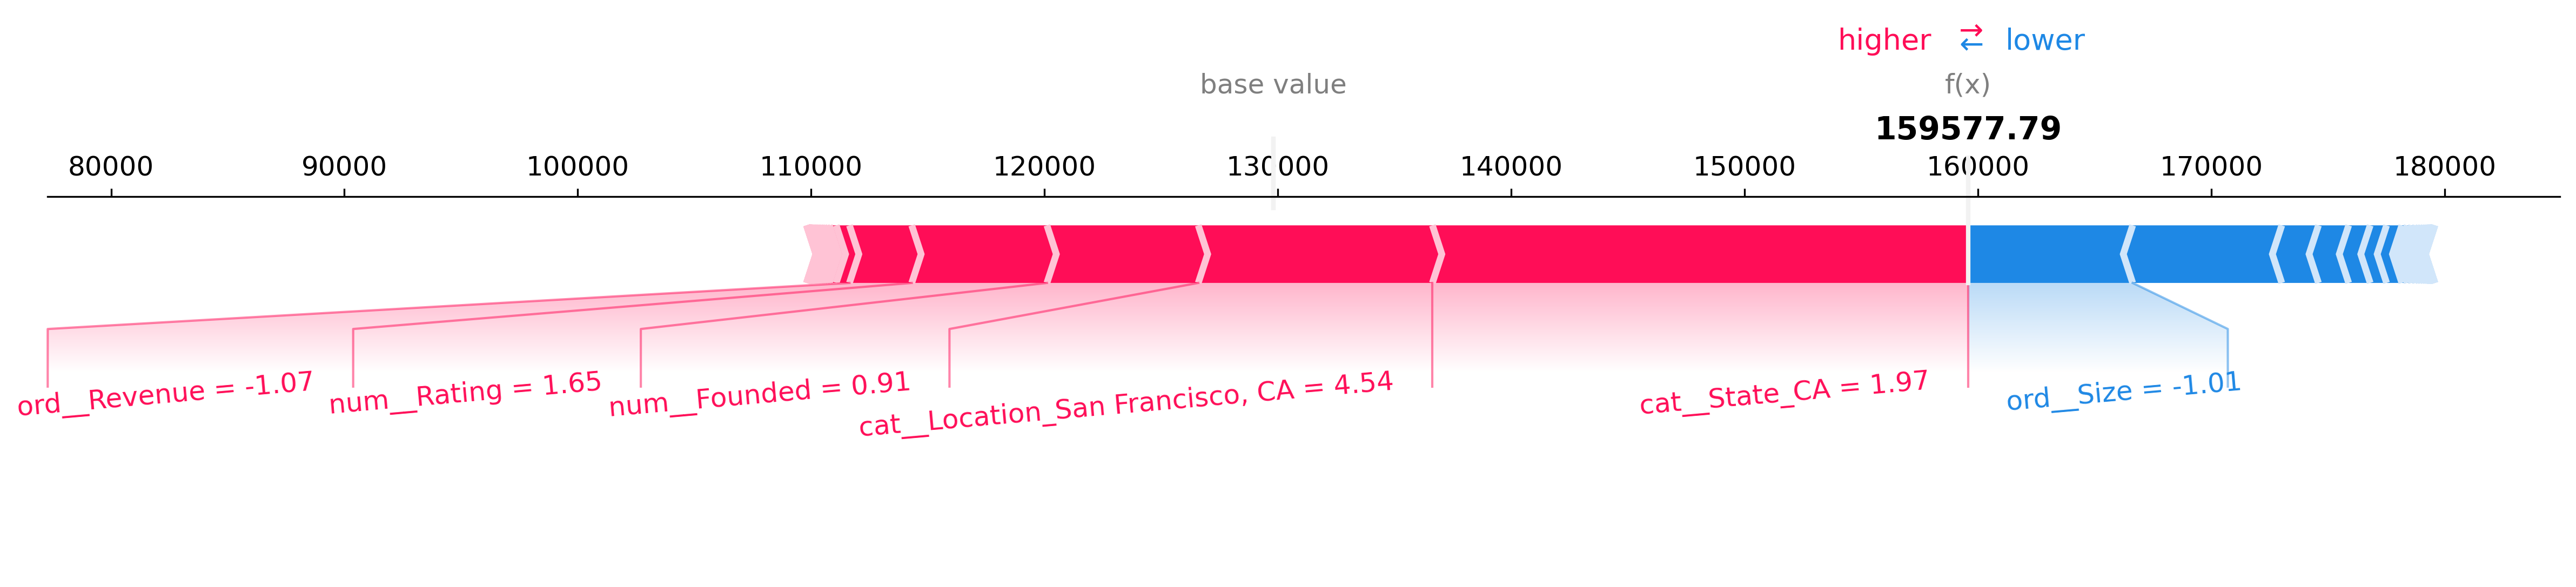 higher ⇄ lower
base value
f(x)
159577.79
80000 90000 100000 110000 120000 130000 140000 150000 160000 170000 180000
ord__Revenue = -1.07
num__Rating = 1.65
num__Founded = 0.91
cat__Location_San Francisco, CA = 4.54
cat__State_CA = 1.97
ord__Size = -1.01